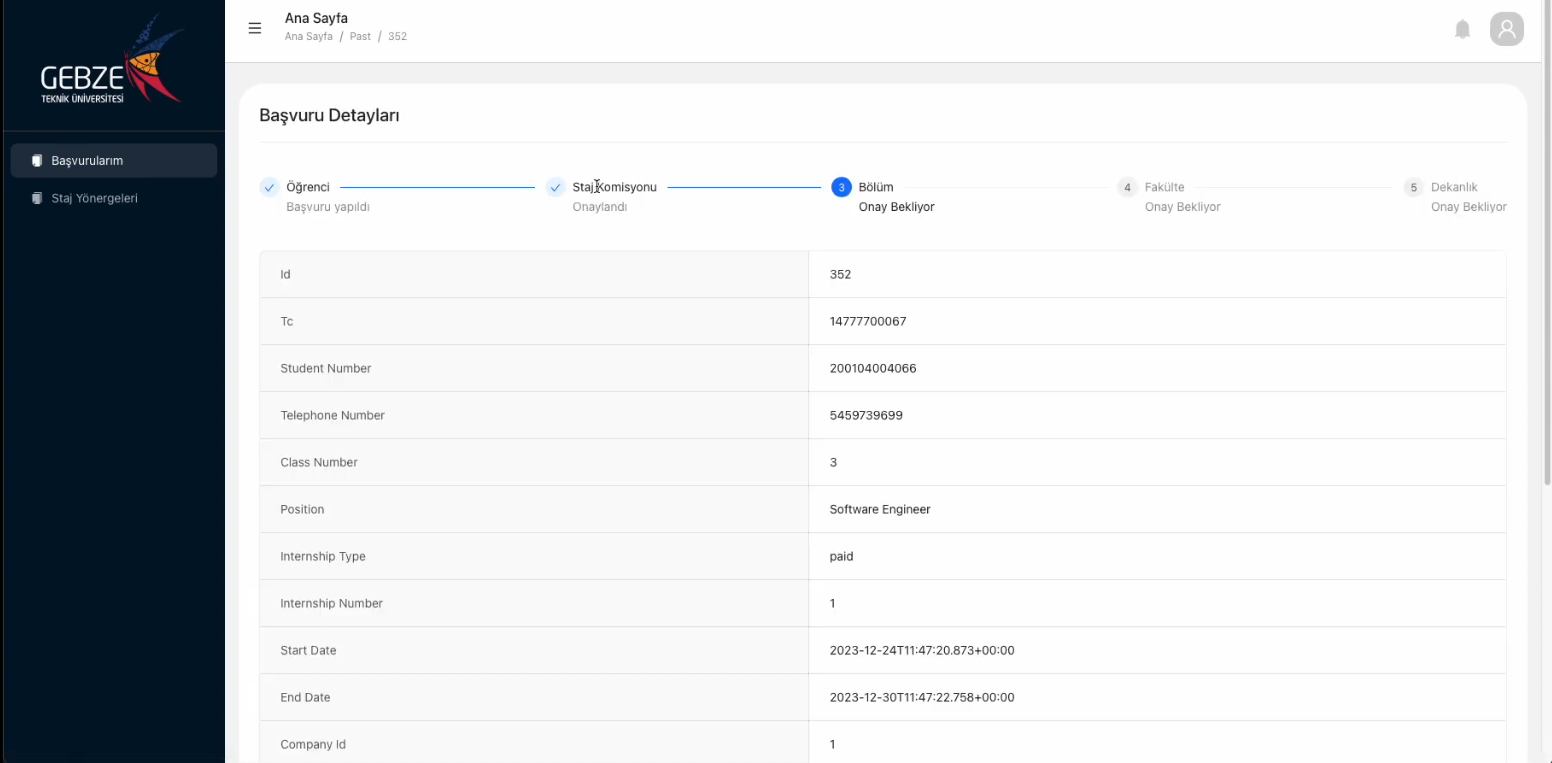 GEBZE
TEKNİK ÜNİVERSİTESİ
Başvurularım
Staj Yönergeleri
Ana Sayfa
Ana Sayfa / Past / 352
Başvuru Detayları
Öğrenci
Başvuru yapıldı
Staj Komisyonu
Onaylandı
3 Bölüm
Onay Bekliyor
4 Fakülte
Onay Bekliyor
5 Dekanlık
Onay Bekliyor
Id 352
Tc 14777700067
Student Number 200104004066
Telephone Number 5459739699
Class Number 3
Position Software Engineer
Internship Type paid
Internship Number 1
Start Date 2023-12-24T11:47:20.873+00:00
End Date 2023-12-30T11:47:22.758+00:00
Company Id 1